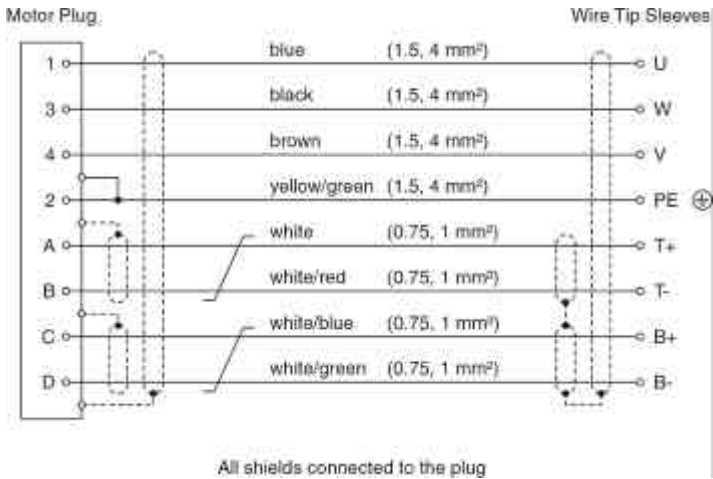 Motor Plug Wire Tip Sleeves
1 blue (1.5, 4 mm²) U
3 black (1.5, 4 mm²) W
4 brown (1.5, 4 mm²) V
2 yellow/green (1.5, 4 mm²) PE
A white (0.75, 1 mm²) T+
B white/red (0.75, 1 mm²) T-
C white/blue (0.75, 1 mm²) B+
D white/green (0.75, 1 mm²) B-
All shields connected to the plug